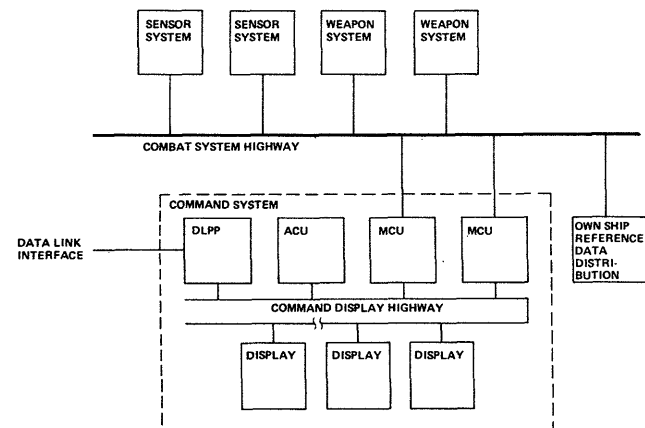 SENSOR
SYSTEM
SENSOR
SYSTEM
WEAPON
SYSTEM
WEAPON
SYSTEM
COMBAT SYSTEM HIGHWAY
COMMAND SYSTEM
DATA LINK
INTERFACE
DLPP
ACU
MCU
MCU
OWN SHIP
REFERENCE
DATA
DISTRI-
BUTION
COMMAND DISPLAY HIGHWAY
DISPLAY
DISPLAY
DISPLAY